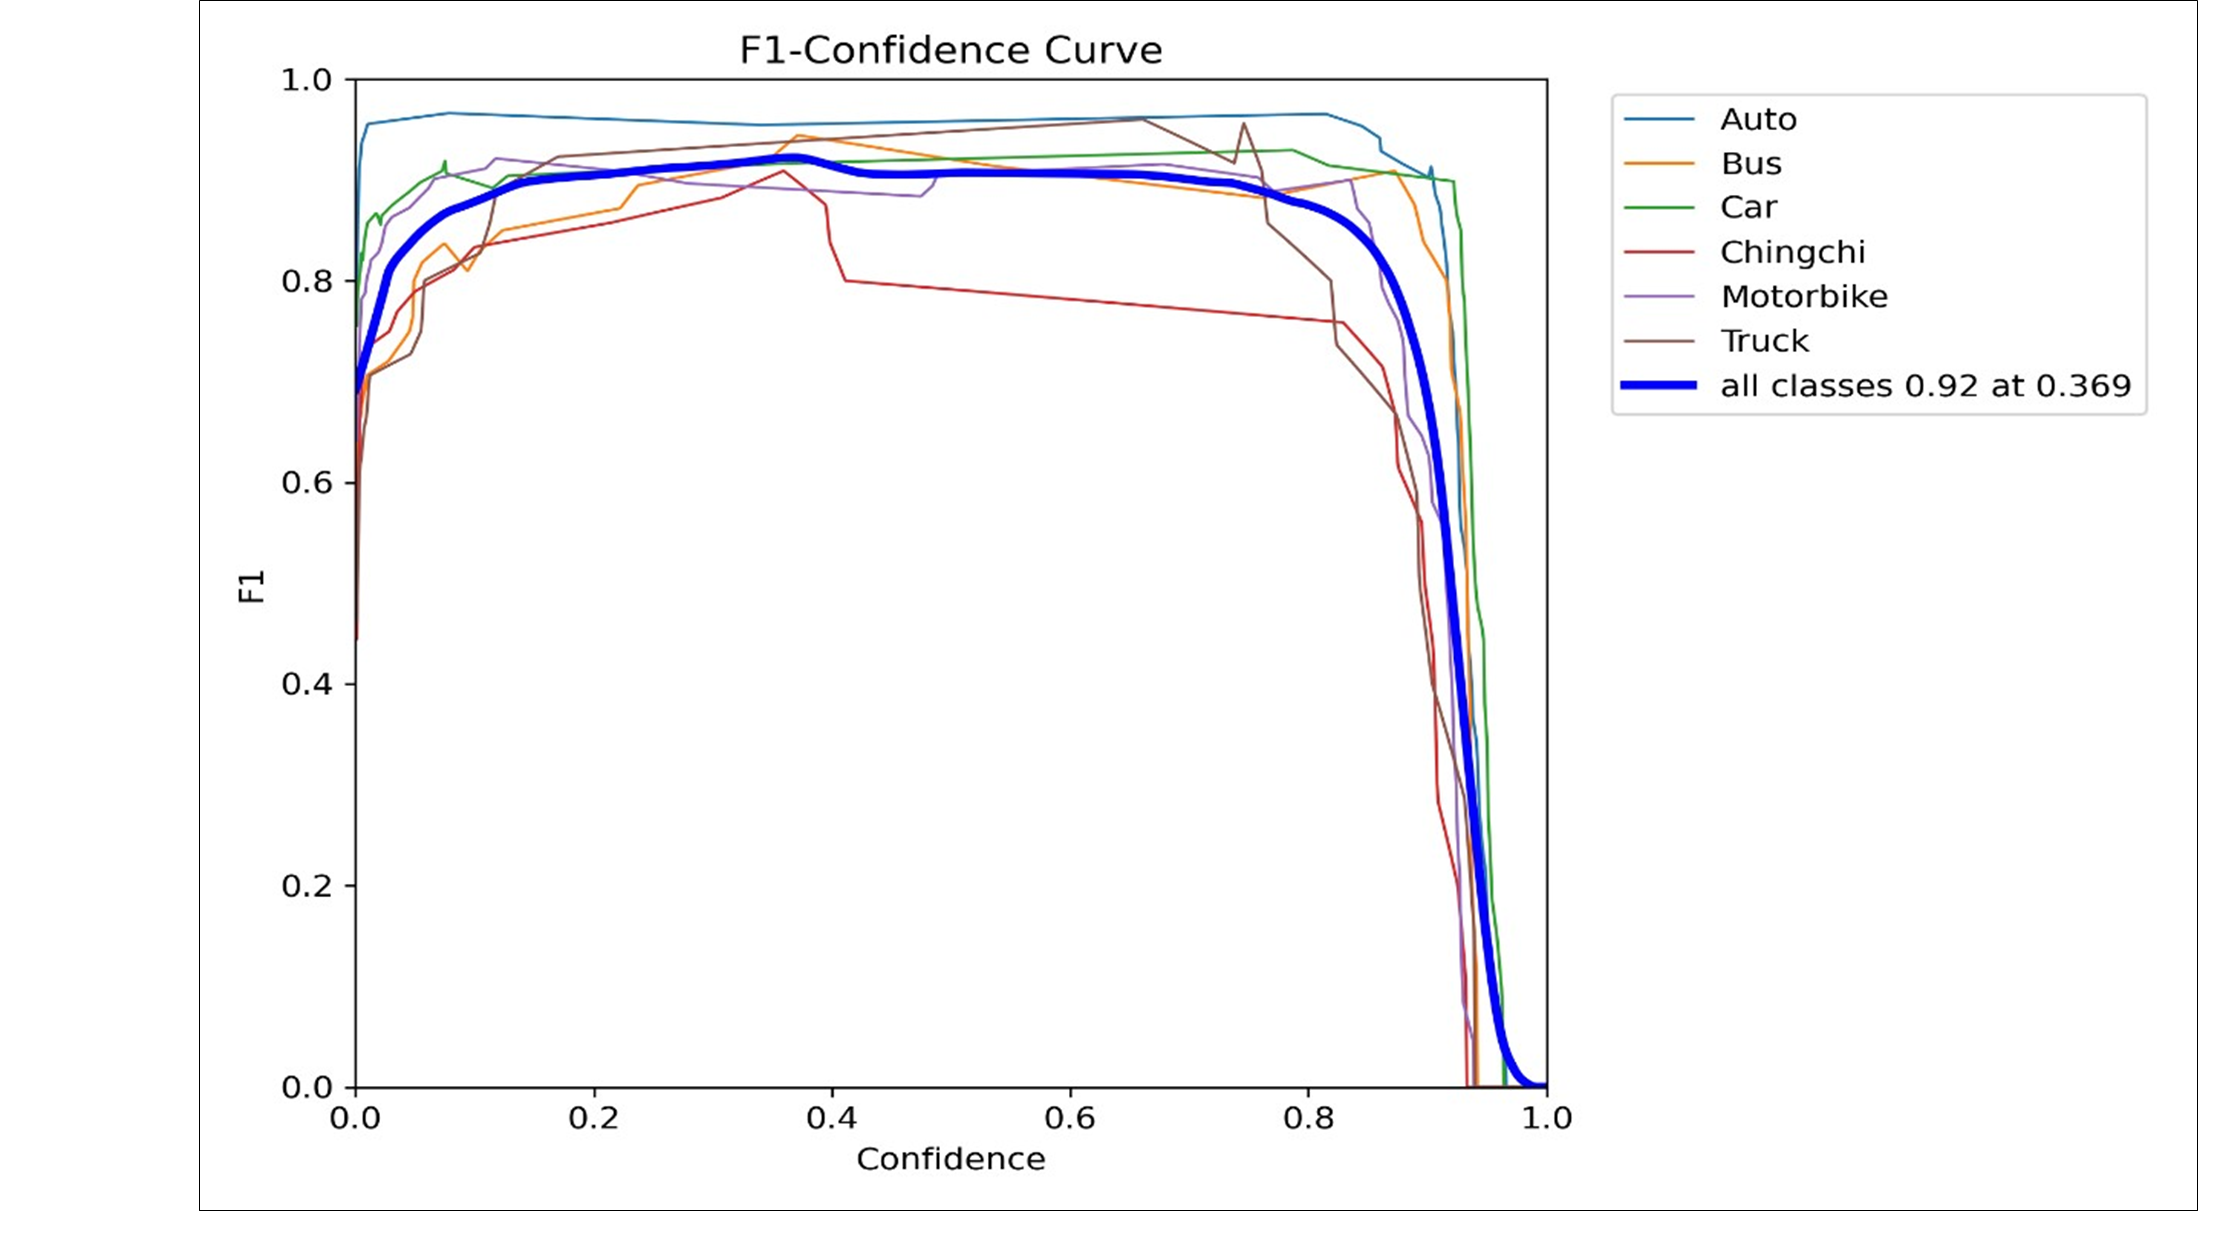 F1-Confidence Curve
1.0
0.8
0.6
0.4
0.2
0.0
F1
0.0 0.2 0.4 0.6 0.8 1.0
Confidence
Auto
Bus
Car
Chingchi
Motorbike
Truck
all classes 0.92 at 0.369